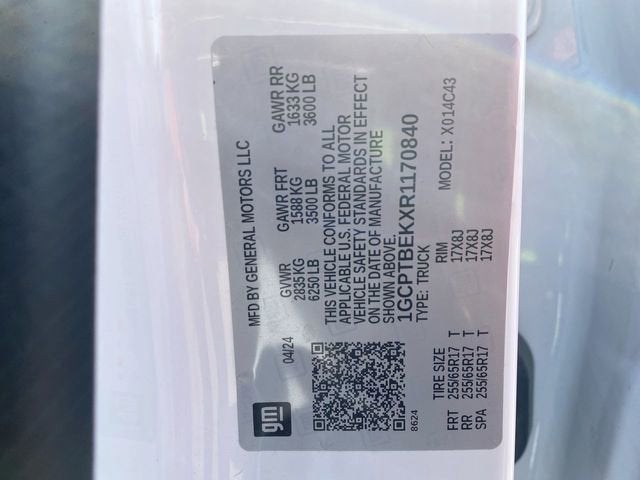 gm
MFD BY GENERAL MOTORS LLC
04/24
GVWR GAWR FRT GAWR RR
2835 KG 1588 KG 1633 KG
6250 LB 3500 LB 3600 LB
THIS VEHICLE CONFORMS TO ALL
APPLICABLE U.S. FEDERAL MOTOR
VEHICLE SAFETY STANDARDS IN EFFECT
ON THE DATE OF MANUFACTURE
SHOWN ABOVE.
1GCPTBEKXR1170840
8624
TYPE: TRUCK MODEL: X014C43
TIRE SIZE RIM
FRT 255/65R17 T 17X8J
RR 255/65R17 T 17X8J
SPA 255/65R17 T 17X8J